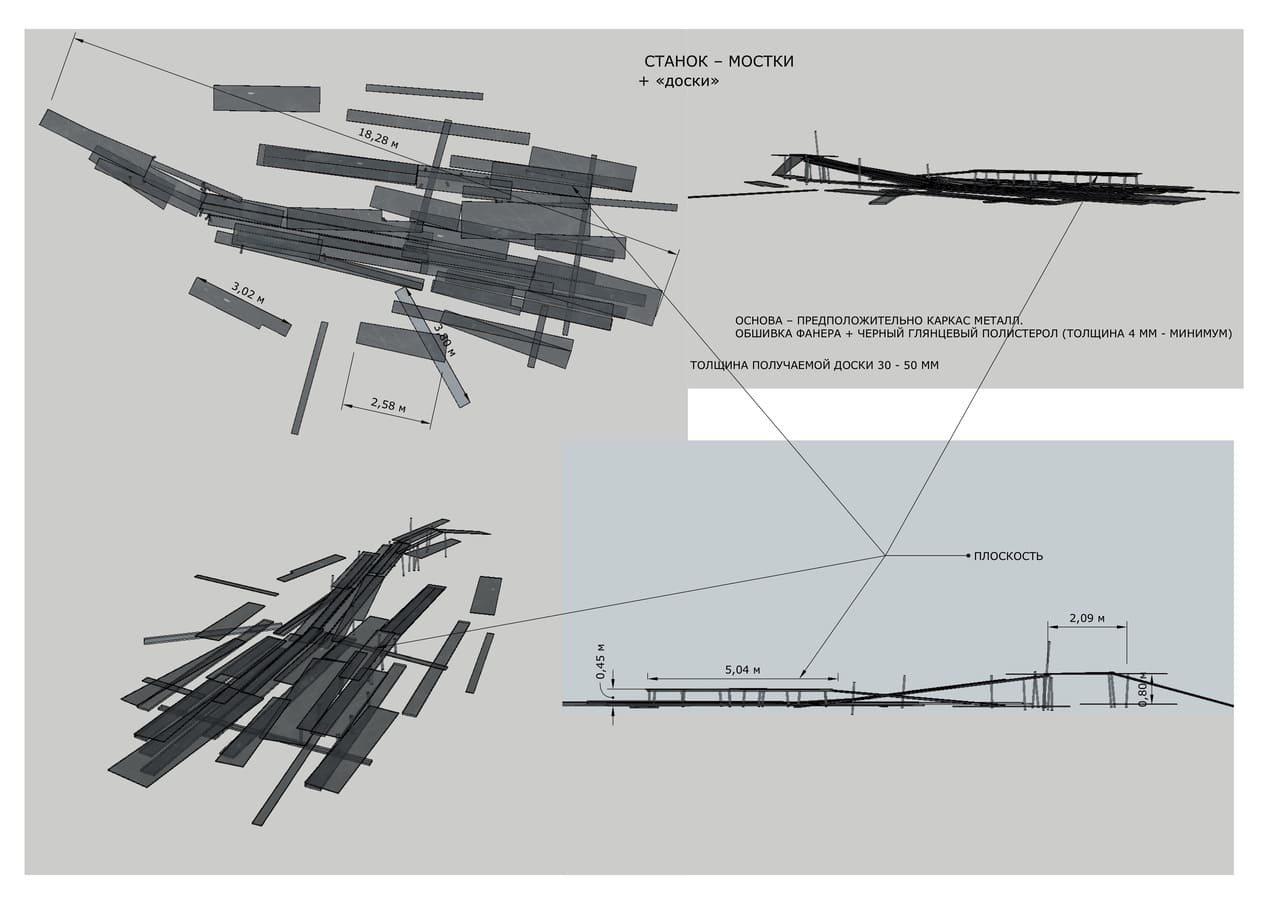 СТАНОК – МОСТКИ
+ «доски»
18,28 м
3,02 м
3,80 м
2,58 м
ОСНОВА – ПРЕДПОЛОЖИТЕЛЬНО КАРКАС МЕТАЛЛ.
ОБШИВКА ФАНЕРА + ЧЕРНЫЙ ГЛЯНЦЕВЫЙ ПОЛИСТЕРОЛ (ТОЛЩИНА 4 ММ - МИНИМУМ)
ТОЛЩИНА ПОЛУЧАЕМОЙ ДОСКИ 30 - 50 ММ
ПЛОСКОСТЬ
2,09 м
0,45 м
5,04 м
0,80 м